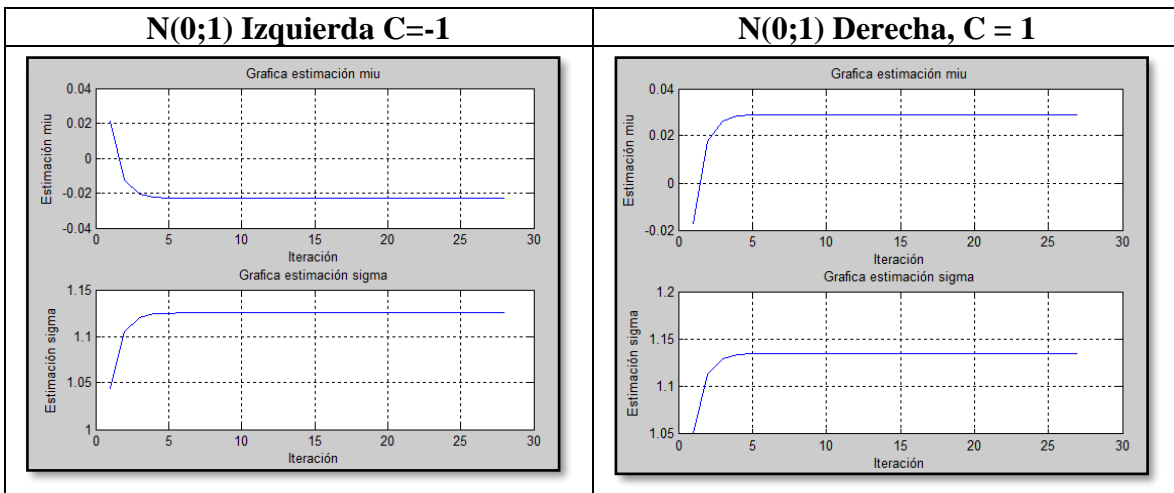 N(0;1) Izquierda C=-1
Grafica estimación miu
Estimación miu
0.04
0.02
0
-0.02
-0.04
0 5 10 15 20 25 30
Iteración
Grafica estimación sigma
Estimación sigma
1.15
1.1
1.05
1
0 5 10 15 20 25 30
Iteración
N(0;1) Derecha, C = 1
Grafica estimación miu
Estimación miu
0.04
0.02
0
-0.02
0 5 10 15 20 25 30
Iteración
Grafica estimación sigma
Estimación sigma
1.2
1.15
1.1
1.05
0 5 10 15 20 25 30
Iteración